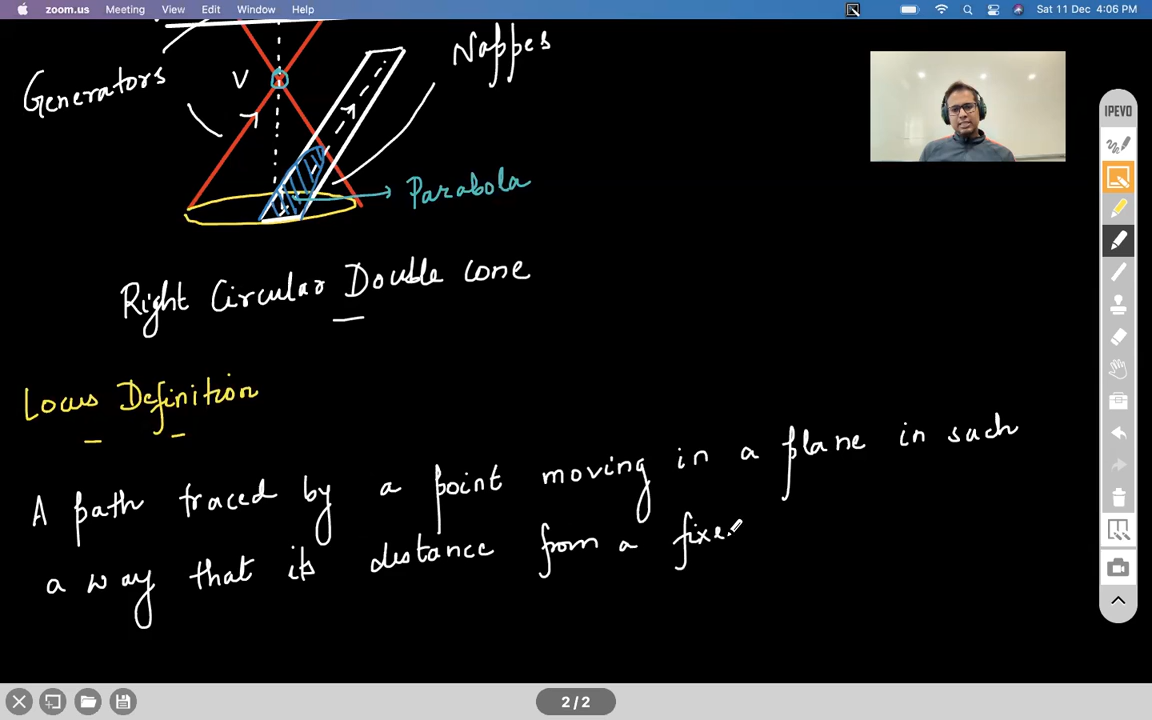 zoom.us Meeting View Edit Window Help Sat 11 Dec 4:06 PM
Nappes
Generators
V
IPEVO
Parabola
Right Circular Double cone
Locus Definition
A path traced by a point moving in a plane in such
a way that its distance from a fixe
2/2